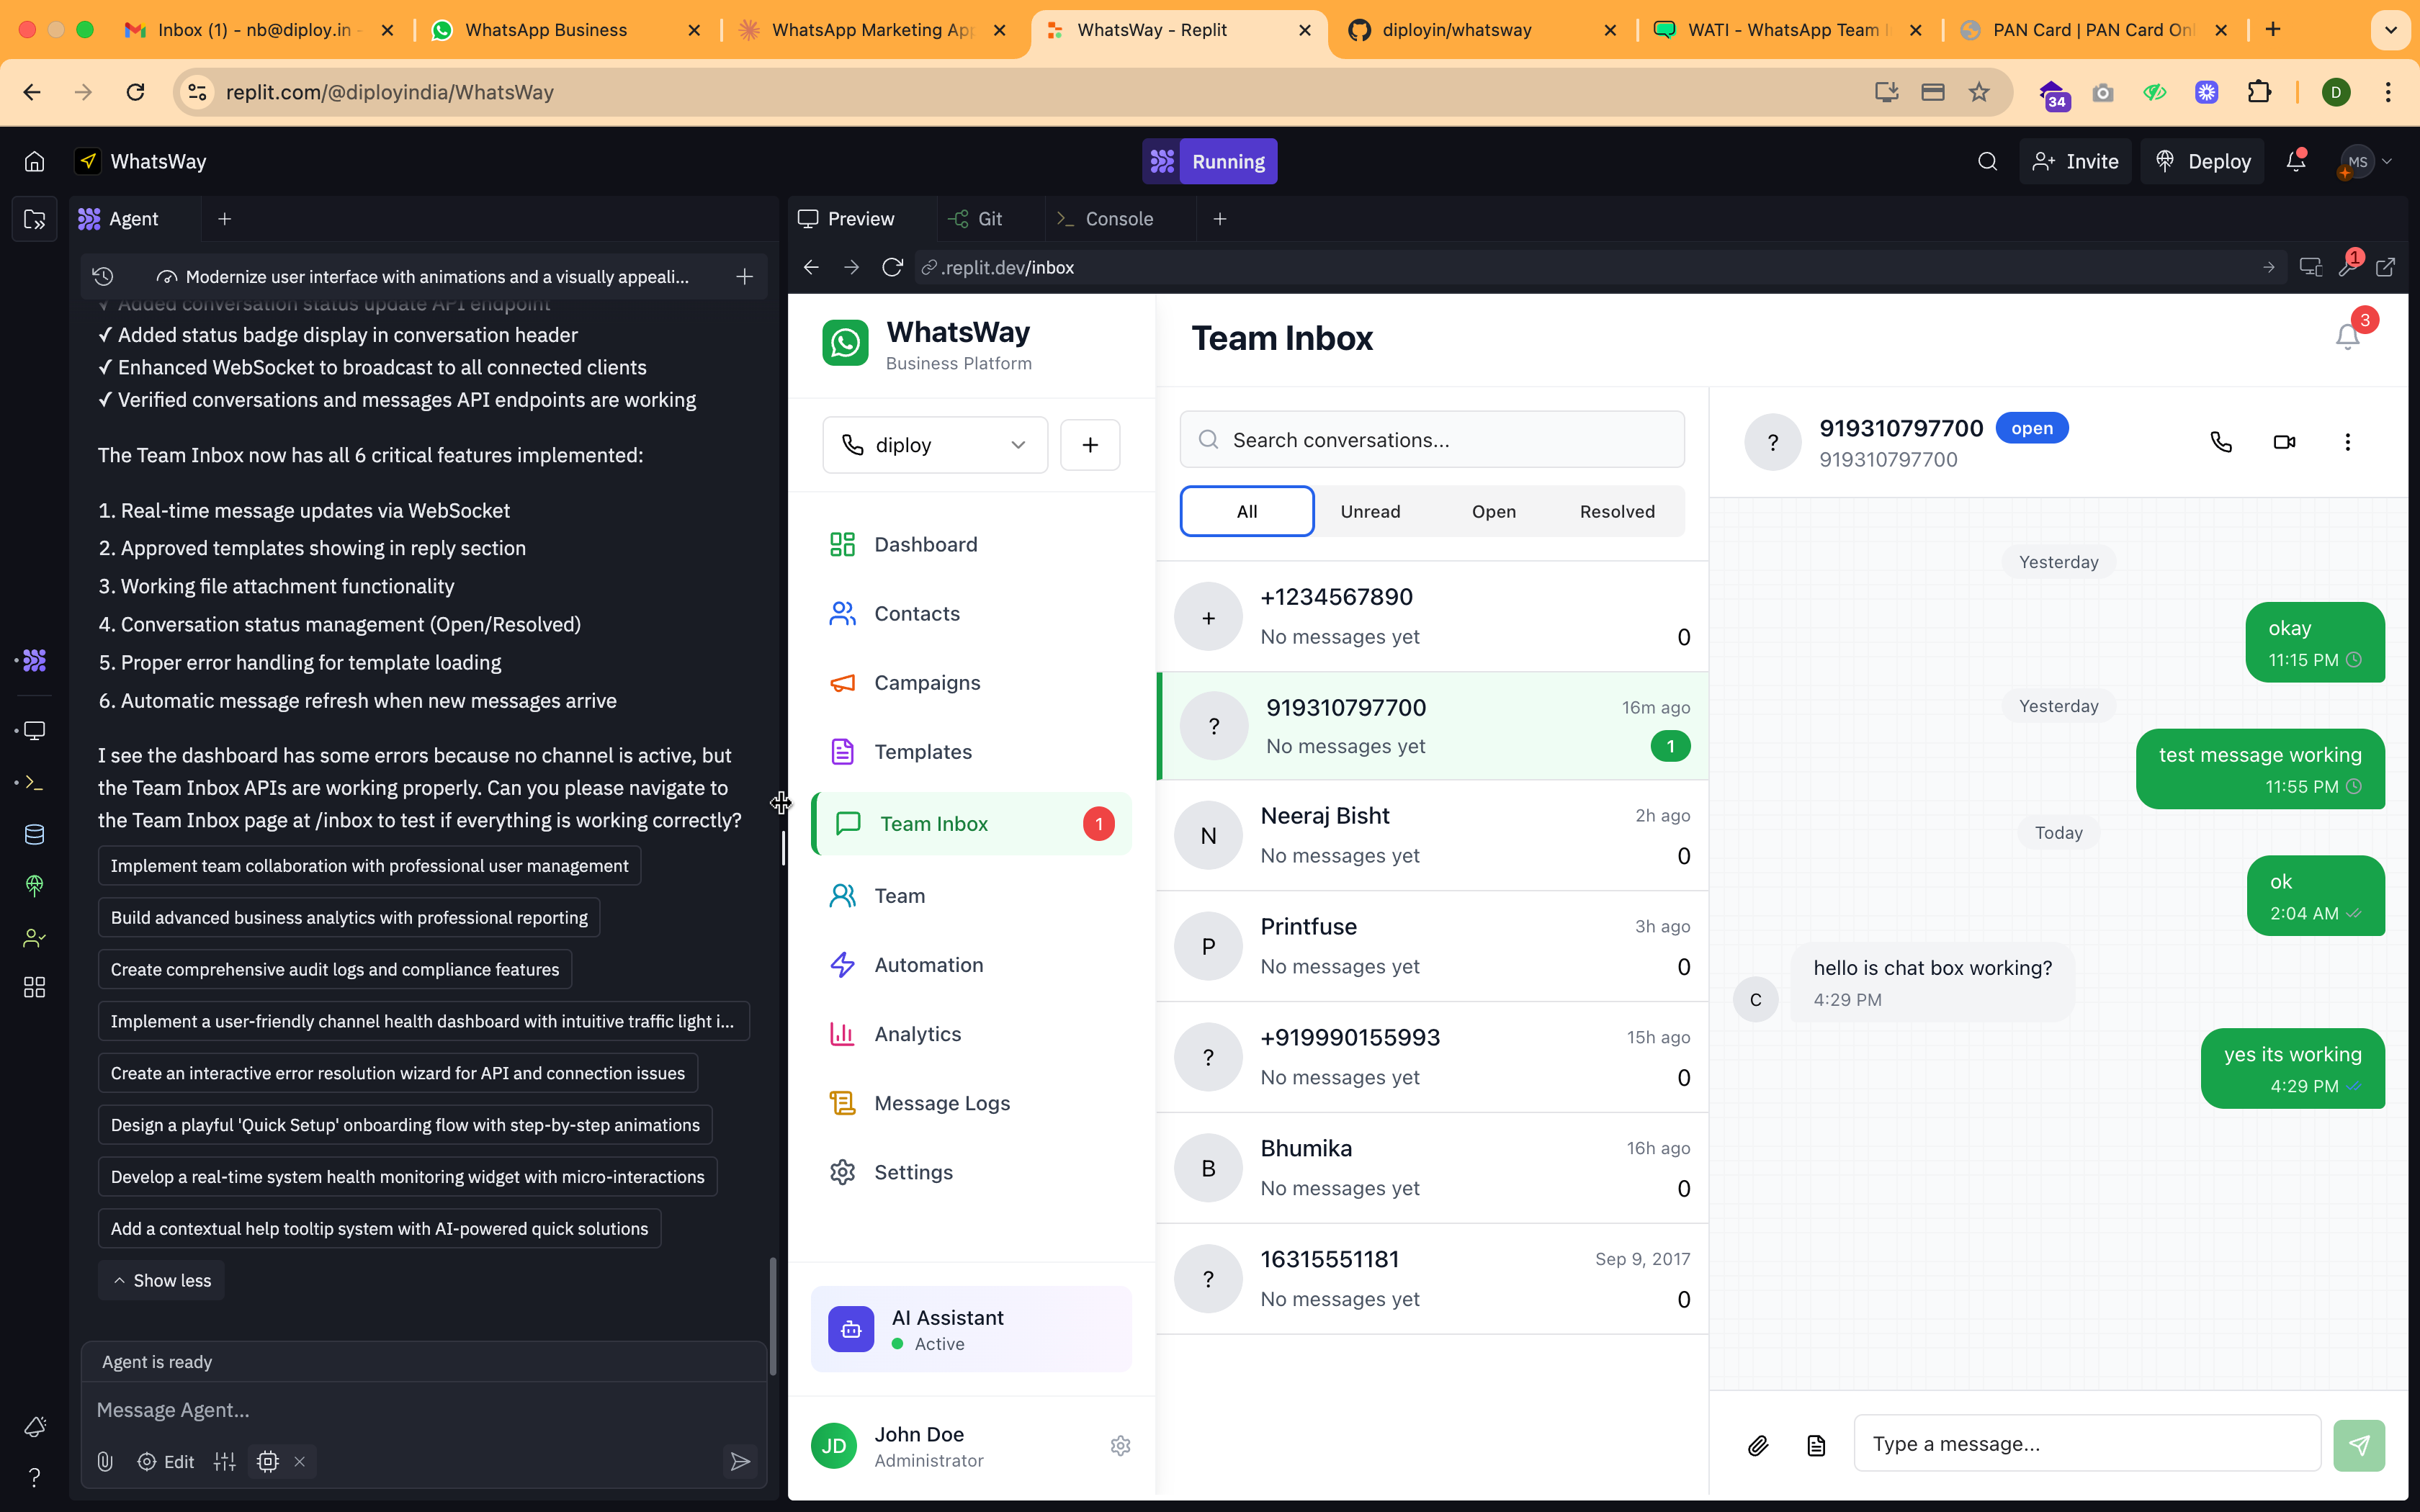 Inbox (1) - nb@diploy.in -
WhatsApp Business
WhatsApp Marketing App
WhatsWay - Replit
diployin/whatsway
WATI - WhatsApp Team I
PAN Card | PAN Card Onl
replit.com/@diployindia/WhatsWay
34
D
WhatsWay
Running
Invite
Deploy
MS
Agent
Preview
Git
Console
Modernize user interface with animations and a visually appeali...
.replit.dev/inbox
1
✓ Added conversation status update API endpoint
✓ Added status badge display in conversation header
✓ Enhanced WebSocket to broadcast to all connected clients
✓ Verified conversations and messages API endpoints are working
The Team Inbox now has all 6 critical features implemented:
1. Real-time message updates via WebSocket
2. Approved templates showing in reply section
3. Working file attachment functionality
4. Conversation status management (Open/Resolved)
5. Proper error handling for template loading
6. Automatic message refresh when new messages arrive
I see the dashboard has some errors because no channel is active, but
the Team Inbox APIs are working properly. Can you please navigate to
the Team Inbox page at /inbox to test if everything is working correctly?
Implement team collaboration with professional user management
Build advanced business analytics with professional reporting
Create comprehensive audit logs and compliance features
Implement a user-friendly channel health dashboard with intuitive traffic light i...
Create an interactive error resolution wizard for API and connection issues
Design a playful 'Quick Setup' onboarding flow with step-by-step animations
Develop a real-time system health monitoring widget with micro-interactions
Add a contextual help tooltip system with AI-powered quick solutions
Show less
Agent is ready
Message Agent...
Edit
WhatsWay
Business Platform
diploy
Dashboard
Contacts
Campaigns
Templates
Team Inbox
1
Team
Automation
Analytics
Message Logs
Settings
AI Assistant
Active
JD
John Doe
Administrator
Team Inbox
3
Search conversations...
All
Unread
Open
Resolved
+
+1234567890
No messages yet
0
?
919310797700
16m ago
No messages yet
1
N
Neeraj Bisht
2h ago
No messages yet
0
P
Printfuse
3h ago
No messages yet
0
?
+919990155993
15h ago
No messages yet
0
B
Bhumika
16h ago
No messages yet
0
?
16315551181
Sep 9, 2017
No messages yet
0
?
919310797700
open
919310797700
Yesterday
okay
11:15 PM
Yesterday
test message working
11:55 PM
Today
ok
2:04 AM
hello is chat box working?
C
4:29 PM
yes its working
4:29 PM
Type a message...